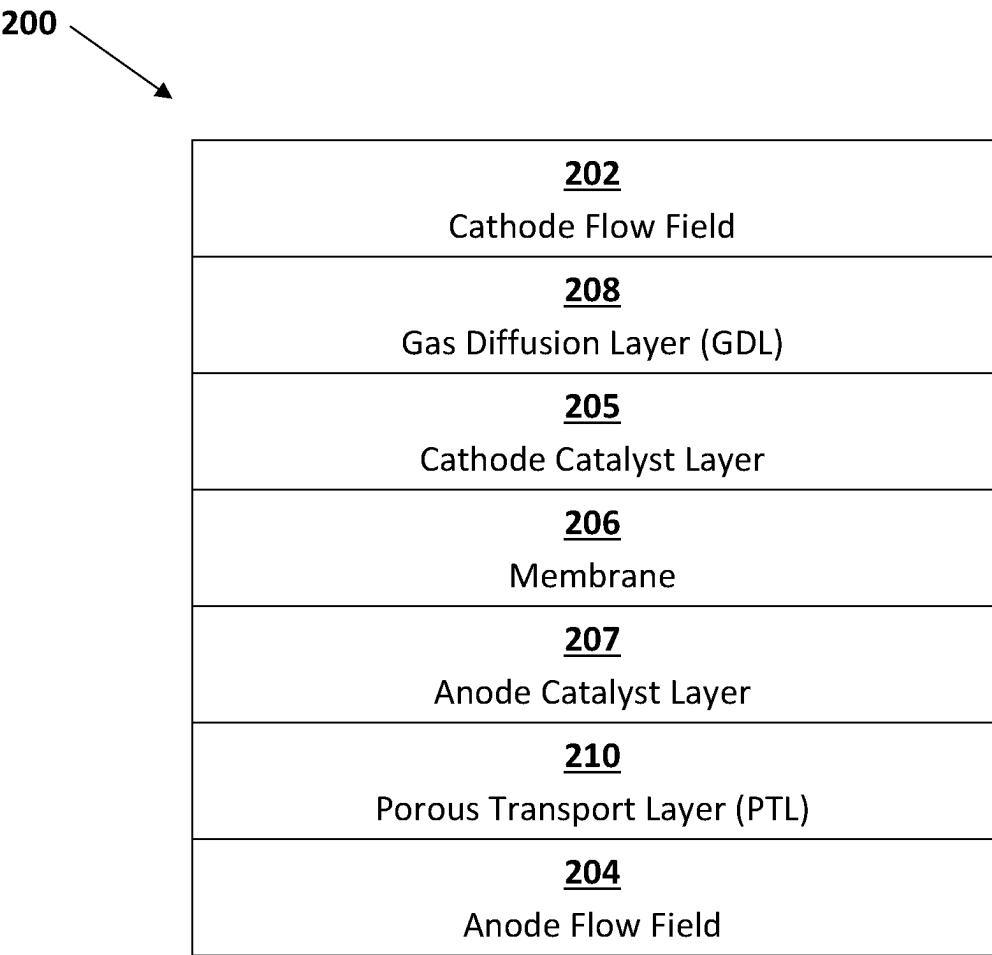 200
202
Cathode Flow Field
208
Gas Diffusion Layer (GDL)
205
Cathode Catalyst Layer
206
Membrane
207
Anode Catalyst Layer
210
Porous Transport Layer (PTL)
204
Anode Flow Field